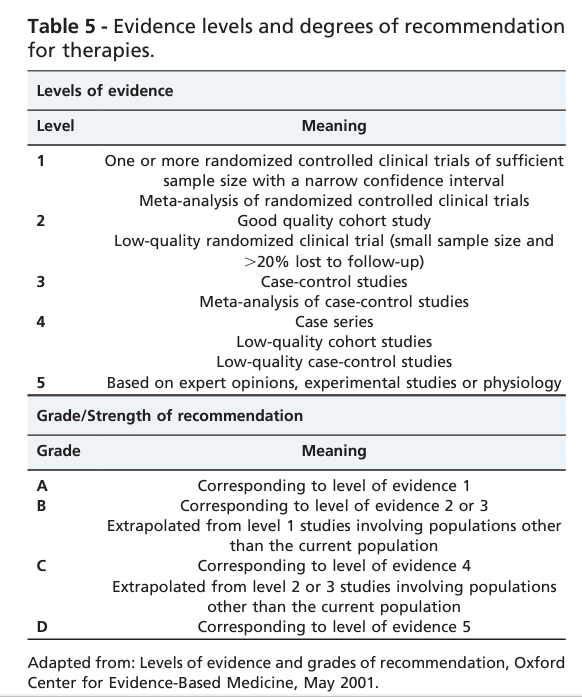 Table 5 - Evidence levels and degrees of recommendation
for therapies.
Levels of evidence
Level Meaning
1 One or more randomized controlled clinical trials of sufficient
sample size with a narrow confidence interval
Meta-analysis of randomized controlled clinical trials
2 Good quality cohort study
Low-quality randomized clinical trial (small sample size and
>20% lost to follow-up)
3 Case-control studies
Meta-analysis of case-control studies
4 Case series
Low-quality cohort studies
Low-quality case-control studies
5 Based on expert opinions, experimental studies or physiology
Grade/Strength of recommendation
Grade Meaning
A Corresponding to level of evidence 1
B Corresponding to level of evidence 2 or 3
Extrapolated from level 1 studies involving populations other
than the current population
C Corresponding to level of evidence 4
Extrapolated from level 2 or 3 studies involving populations
other than the current population
D Corresponding to level of evidence 5
Adapted from: Levels of evidence and grades of recommendation, Oxford
Center for Evidence-Based Medicine, May 2001.